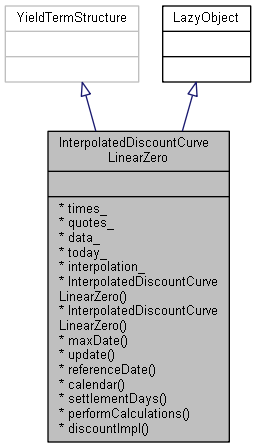 YieldTermStructure
LazyObject
InterpolatedDiscountCurve
LinearZero
* times_
* quotes_
* data_
* today_
* interpolation_
* InterpolatedDiscountCurve
LinearZero()
* InterpolatedDiscountCurve
LinearZero()
* maxDate()
* update()
* referenceDate()
* calendar()
* settlementDays()
* performCalculations()
* discountImpl()